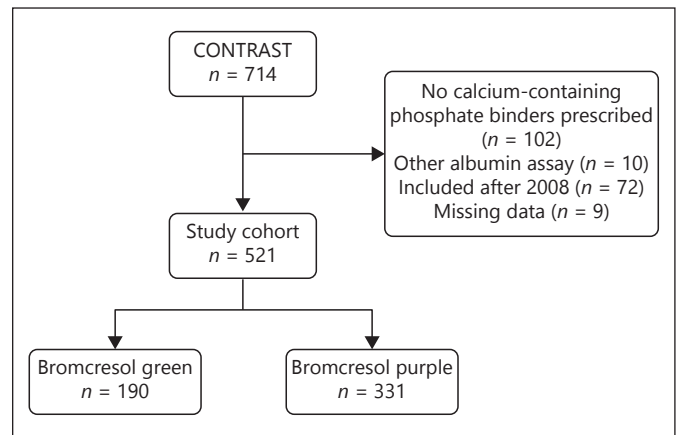 CONTRAST
n = 714
No calcium-containing
phosphate binders prescribed
(n = 102)
Other albumin assay (n = 10)
Included after 2008 (n = 72)
Missing data (n = 9)
Study cohort
n = 521
Bromcresol green
n = 190
Bromcresol purple
n = 331